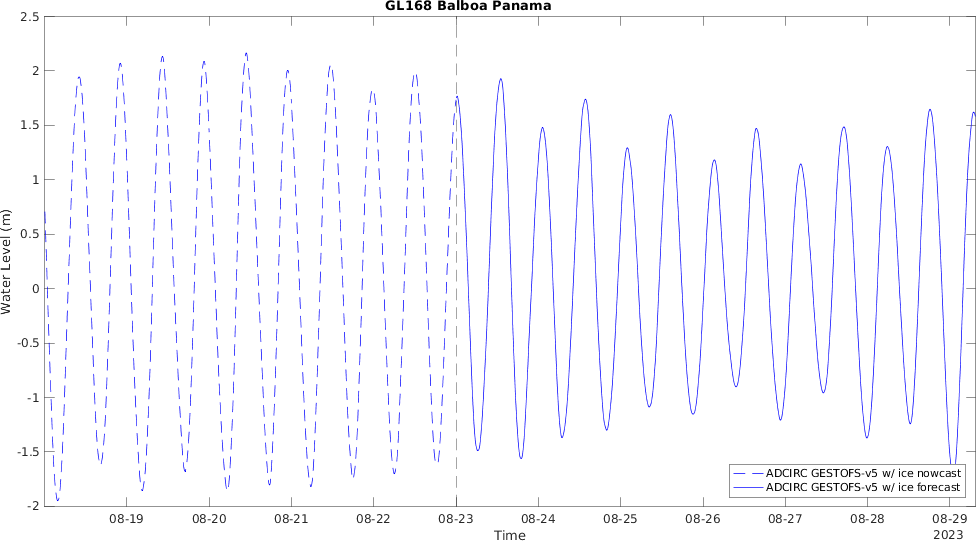 GL168 Balboa Panama
2.5
2
1.5
1
0.5
0
-0.5
-1
-1.5
-2
Water Level (m)
ADCIRC GESTOFS-v5 w/ ice nowcast
ADCIRC GESTOFS-v5 w/ ice forecast
08-19 08-20 08-21 08-22 08-23 08-24 08-25 08-26 08-27 08-28 08-29
Time 2023